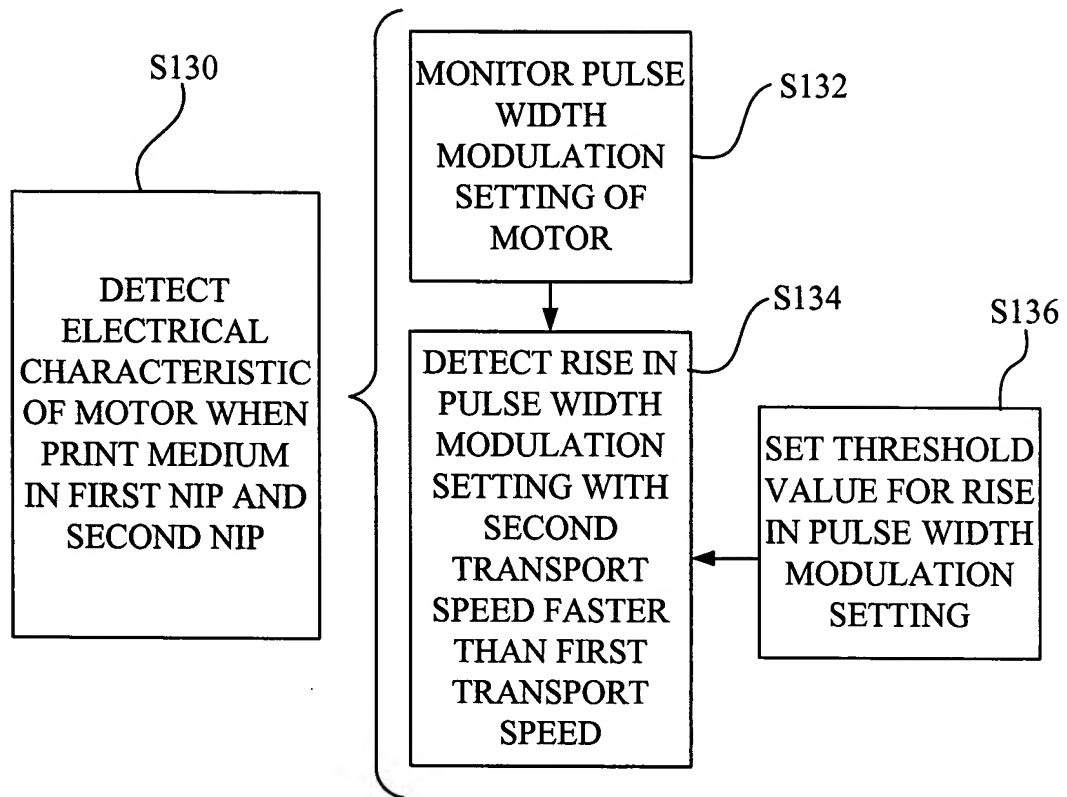 S130
DETECT
ELECTRICAL
CHARACTERISTIC
OF MOTOR WHEN
PRINT MEDIUM
IN FIRST NIP AND
SECOND NIP
MONITOR PULSE
WIDTH
MODULATION
SETTING OF
MOTOR
S132
DETECT RISE IN
PULSE WIDTH
MODULATION
SETTING WITH
SECOND
TRANSPORT
SPEED FASTER
THAN FIRST
TRANSPORT
SPEED
S134
S136
SET THRESHOLD
VALUE FOR RISE
IN PULSE WIDTH
MODULATION
SETTING